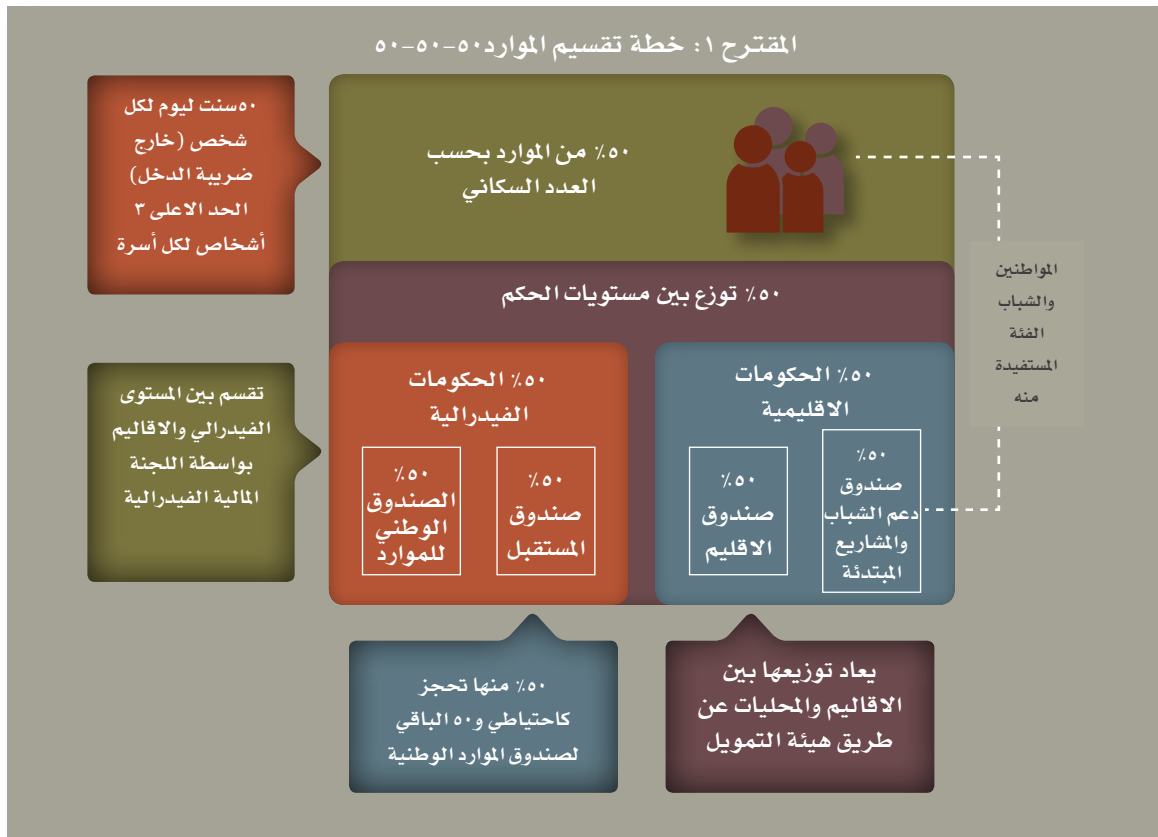 المقترح ١: خطة تقسيم الموارد ٥٠-٥٠-٥٠
٥٠سنت ليوم لكل
شخص (خارج
ضريبة الدخل)
الحد الاعلى ٣
أشخاص لكل أسرة
٥٠٪ من الموارد بحسب
العدد السكاني
المواطنين
والشباب
الفئة
المستفيدة
منه
٥٠٪ توزع بين مستويات الحكم
تقسم بين المستوى
الفيدرالي والاقاليم
بواسطة اللجنة
المالية الفيدرالية
٥٠٪ الحكومات
الاقليمية
٥٠٪
صندوق
دعم الشباب
والمشاريع
المبتدئة
٥٠٪
صندوق
الاقليم
٥٠٪ الحكومات
الفيدرالية
٥٠٪
صندوق
المستقبل
٥٠٪
الصندوق
الوطني
للموارد
يعاد توزيعها بين
الاقاليم والمحليات عن
طريق هيئة التمويل
٥٠٪ منها تحجز
كاحتياطي و٥٠ الباقي
لصندوق الموارد الوطنية